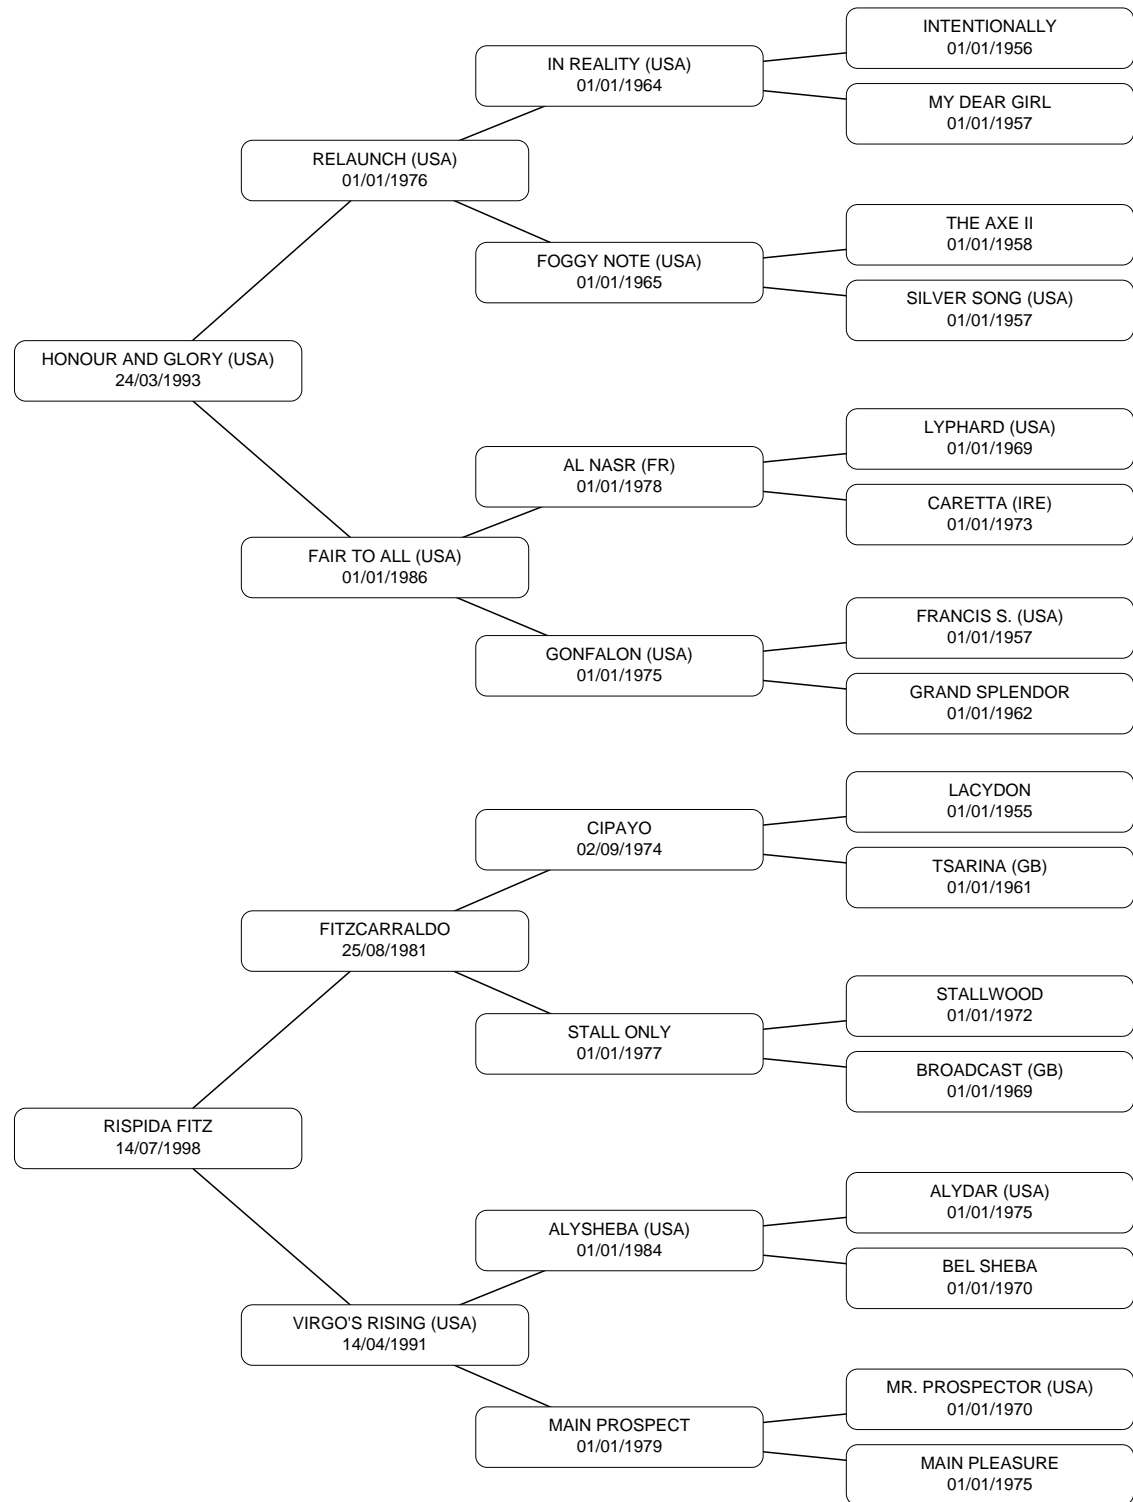 INTENTIONALLY
01/01/1956
IN REALITY (USA)
01/01/1964
MY DEAR GIRL
01/01/1957
RELAUNCH (USA)
01/01/1976
THE AXE II
01/01/1958
FOGGY NOTE (USA)
01/01/1965
SILVER SONG (USA)
01/01/1957
HONOUR AND GLORY (USA)
24/03/1993
LYPHARD (USA)
01/01/1969
AL NASR (FR)
01/01/1978
CARETTA (IRE)
01/01/1973
FAIR TO ALL (USA)
01/01/1986
FRANCIS S. (USA)
01/01/1957
GONFALON (USA)
01/01/1975
GRAND SPLENDOR
01/01/1962
LACYDON
01/01/1955
CIPAYO
02/09/1974
TSARINA (GB)
01/01/1961
FITZCARRALDO
25/08/1981
STALLWOOD
01/01/1972
STALL ONLY
01/01/1977
BROADCAST (GB)
01/01/1969
RISPIDA FITZ
14/07/1998
ALYDAR (USA)
01/01/1975
ALYSHEBA (USA)
01/01/1984
BEL SHEBA
01/01/1970
VIRGO'S RISING (USA)
14/04/1991
MR. PROSPECTOR (USA)
01/01/1970
MAIN PROSPECT
01/01/1979
MAIN PLEASURE
01/01/1975